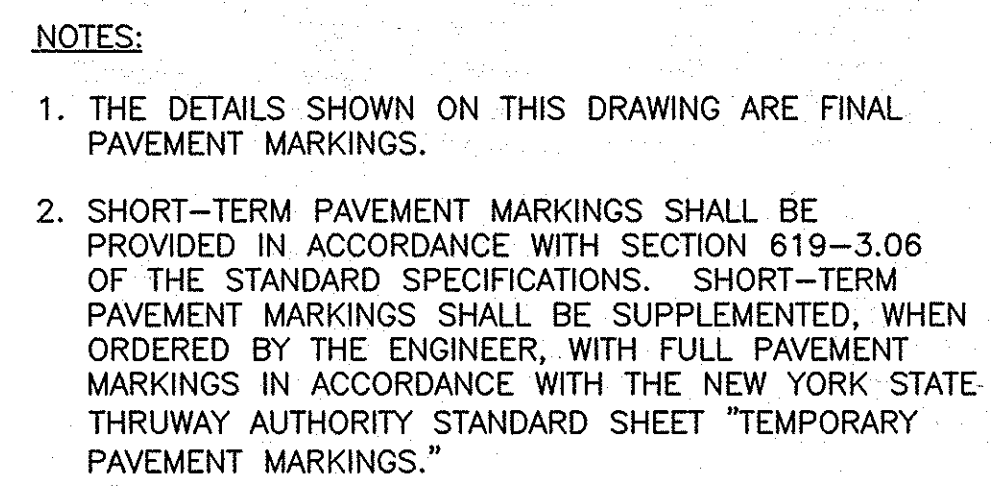 NOTES:
1. THE DETAILS SHOWN ON THIS DRAWING ARE FINAL
PAVEMENT MARKINGS.
2. SHORT–TERM PAVEMENT MARKINGS SHALL BE
PROVIDED IN ACCORDANCE WITH SECTION 619–3.06
OF THE STANDARD SPECIFICATIONS. SHORT–TERM
PAVEMENT MARKINGS SHALL BE SUPPLEMENTED, WHEN
ORDERED BY THE ENGINEER, WITH FULL PAVEMENT
MARKINGS IN ACCORDANCE WITH THE NEW YORK STATE
THRUWAY AUTHORITY STANDARD SHEET "TEMPORARY
PAVEMENT MARKINGS."